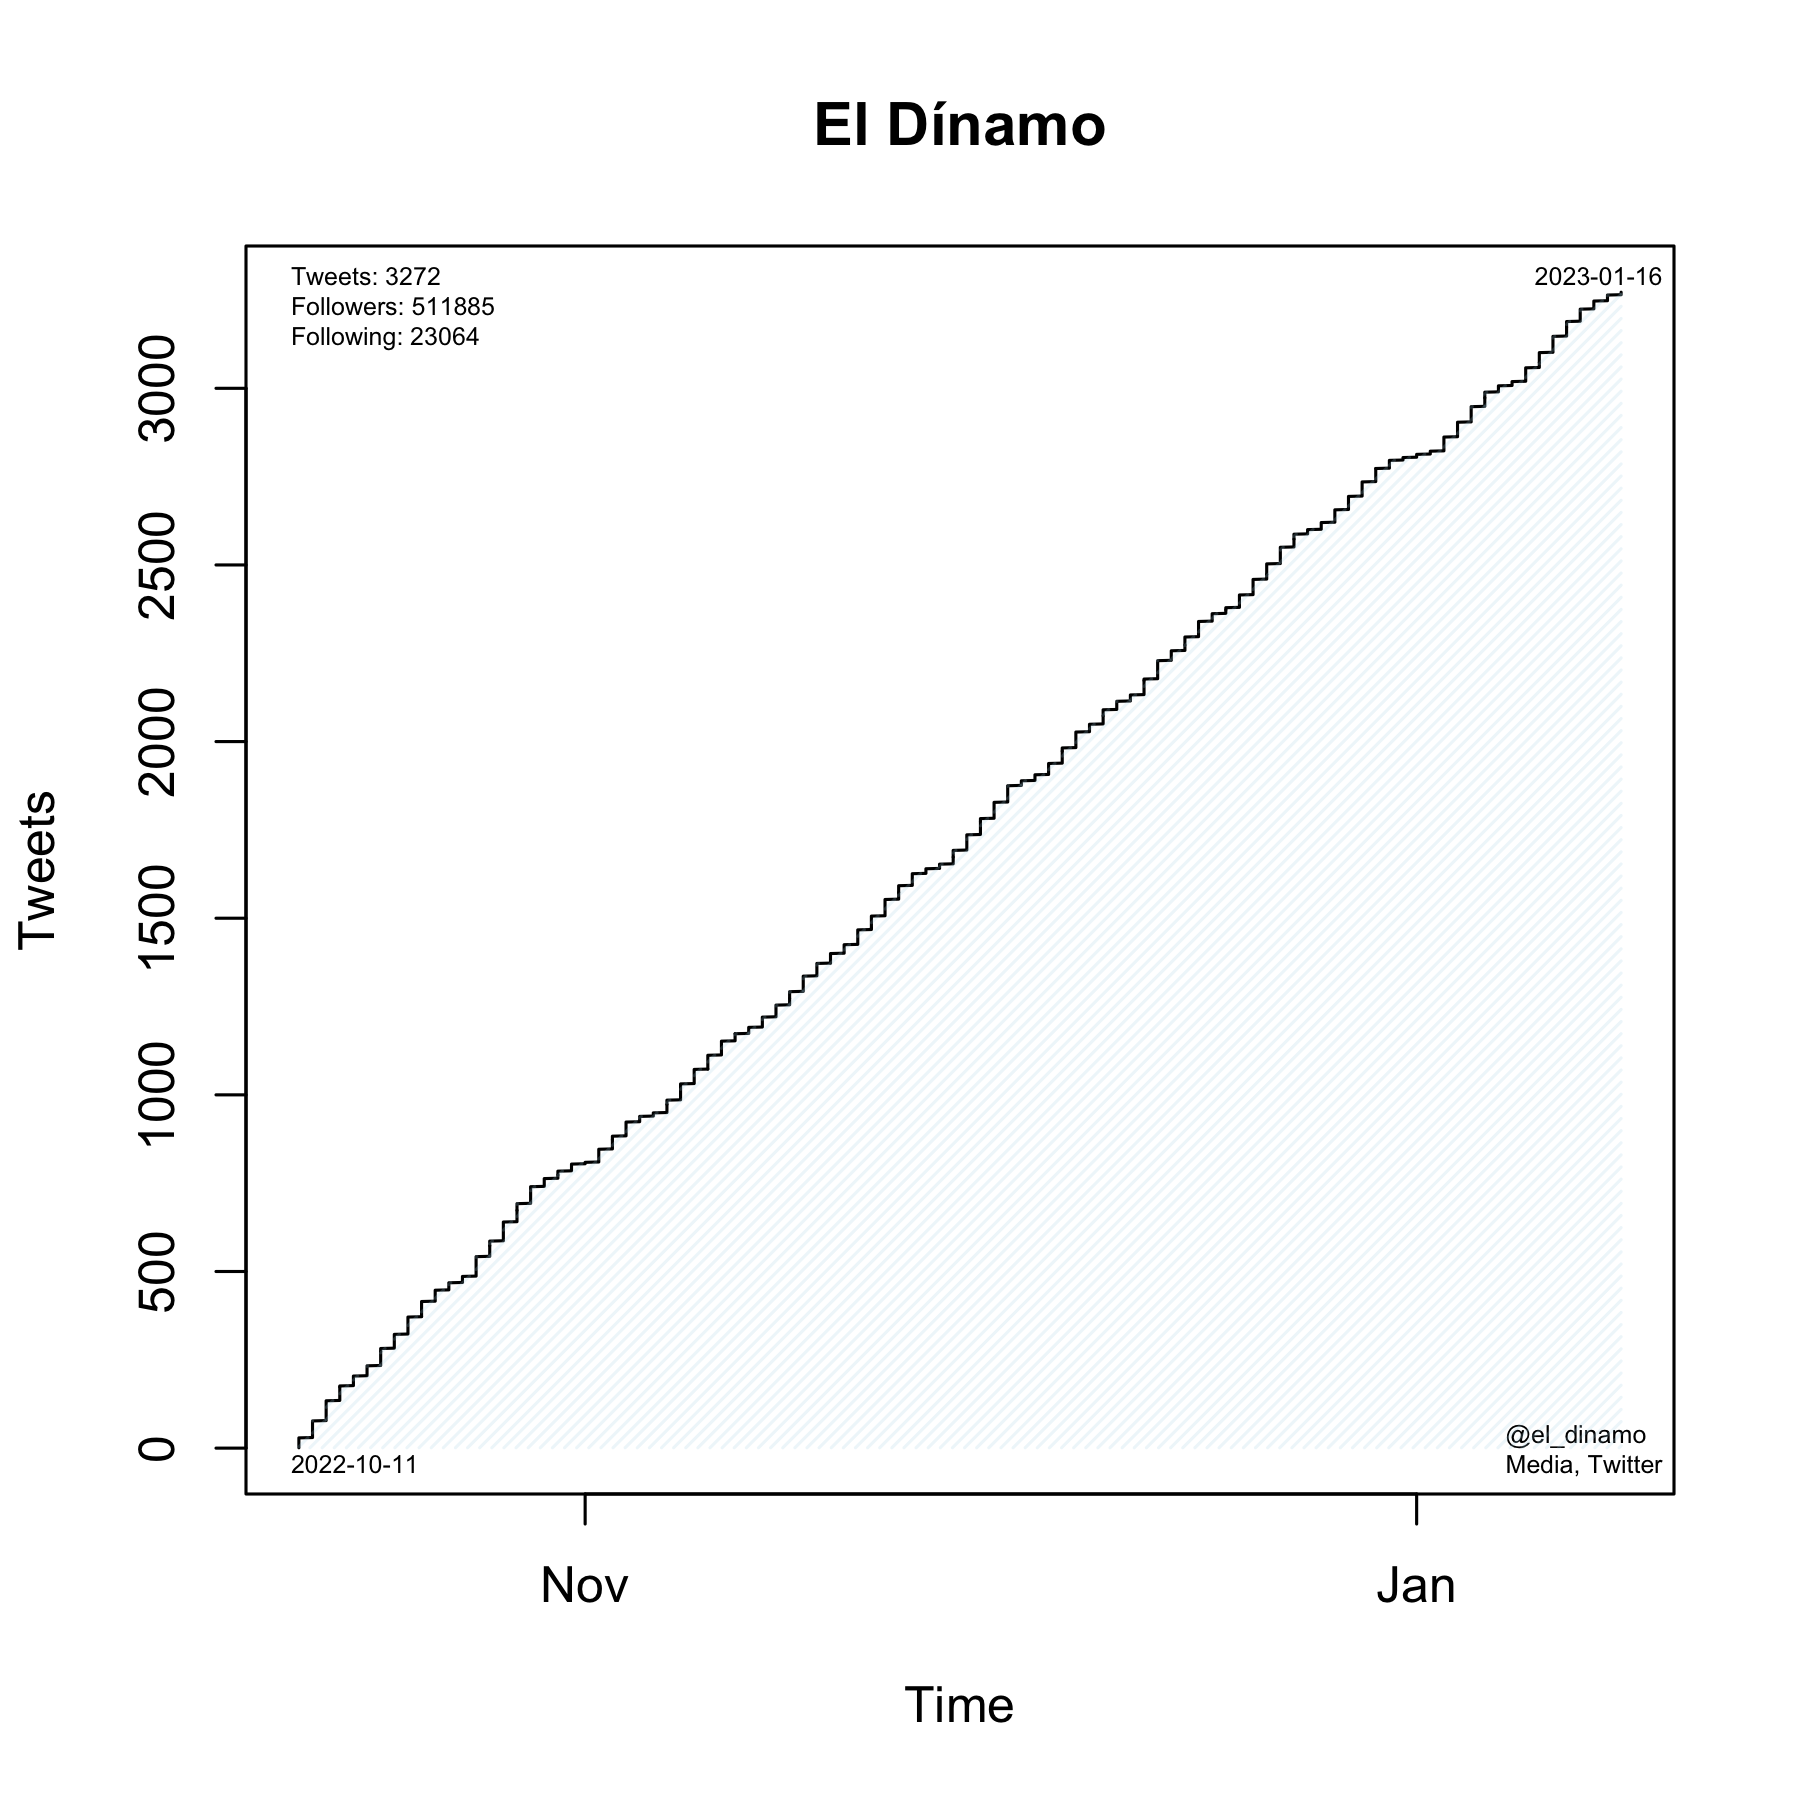 El Dínamo
Tweets: 3272
Followers: 511885
Following: 23064
2023-01-16
3000
2500
2000
1500
1000
500
0
Tweets
2022-10-11
@el_dinamo
Media, Twitter
Nov
Jan
Time